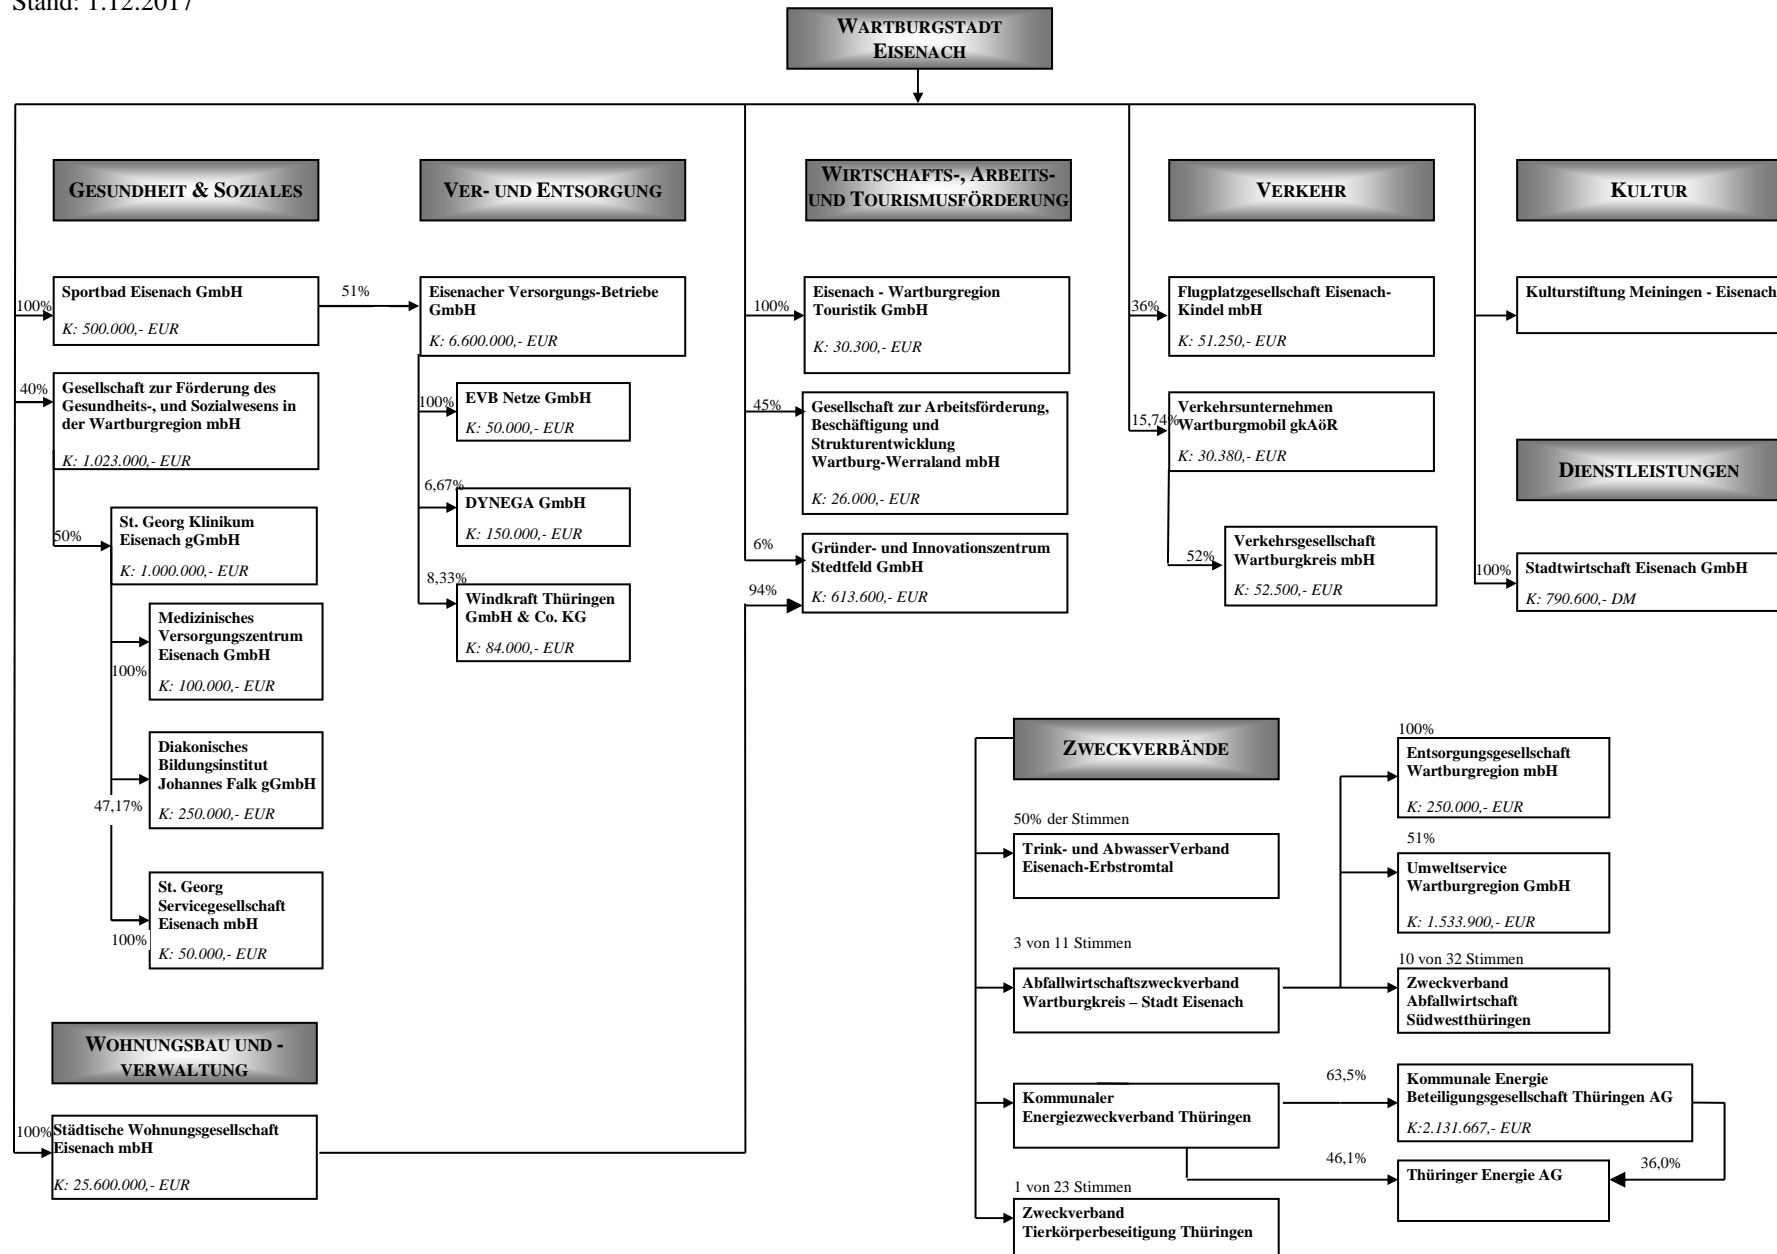 Stand: 1.12.2017
WARTBURGSTADT
EISENACH
GESUNDHEIT & SOZIALES
100%
Sportbad Eisenach GmbH
K: 500.000,- EUR
51%
40%
Gesellschaft zur Förderung des
Gesundheits-, und Sozialwesens in
der Wartburgregion mbH
K: 1.023.000,- EUR
50%
St. Georg Klinikum
Eisenach gGmbH
K: 1.000.000,- EUR
100%
Medizinisches
Versorgungszentrum
Eisenach GmbH
K: 100.000,- EUR
47,17%
Diakonisches
Bildungsinstitut
Johannes Falk gGmbH
K: 250.000,- EUR
100%
St. Georg
Servicegesellschaft
Eisenach mbH
K: 50.000,- EUR
WOHNUNGSBAU UND -
VERWALTUNG
100%
Städtische Wohnungsgesellschaft
Eisenach mbH
K: 25.600.000,- EUR
VER- UND ENTSORGUNG
Eisenacher Versorgungs-Betriebe
GmbH
K: 6.600.000,- EUR
100%
EVB Netze GmbH
K: 50.000,- EUR
6,67%
DYNEGA GmbH
K: 150.000,- EUR
8,33%
Windkraft Thüringen
GmbH & Co. KG
K: 84.000,- EUR
WIRTSCHAFTS-, ARBEITS-
UND TOURISMUSFÖRDERUNG
100%
Eisenach - Wartburgregion
Touristik GmbH
K: 30.300,- EUR
45%
Gesellschaft zur Arbeitsförderung,
Beschäftigung und
Strukturentwicklung
Wartburg-Werraland mbH
K: 26.000,- EUR
6%
94%
Gründer- und Innovationszentrum
Stedtfeld GmbH
K: 613.600,- EUR
VERKEHR
36%
Flugplatzgesellschaft Eisenach-
Kindel mbH
K: 51.250,- EUR
15,74%
Verkehrsunternehmen
Wartburgmobil gkAöR
K: 30.380,- EUR
52%
Verkehrsgesellschaft
Wartburgkreis mbH
K: 52.500,- EUR
KULTUR
Kulturstiftung Meiningen - Eisenach
DIENSTLEISTUNGEN
100%
Stadtwirtschaft Eisenach GmbH
K: 790.600,- DM
ZWECKVERBÄNDE
50% der Stimmen
Trink- und AbwasserVerband
Eisenach-Erbstromtal
3 von 11 Stimmen
Abfallwirtschaftszweckverband
Wartburgkreis – Stadt Eisenach
Kommunaler
Energiezweckverband Thüringen
1 von 23 Stimmen
Zweckverband
Tierkörperbeseitigung Thüringen
100%
Entsorgungsgesellschaft
Wartburgregion mbH
K: 250.000,- EUR
51%
Umweltservice
Wartburgregion GmbH
K: 1.533.900,- EUR
10 von 32 Stimmen
Zweckverband
Abfallwirtschaft
Südwestthüringen
63,5%
Kommunale Energie
Beteiligungsgesellschaft Thüringen AG
K:2.131.667,- EUR
46,1%
Thüringer Energie AG
36,0%